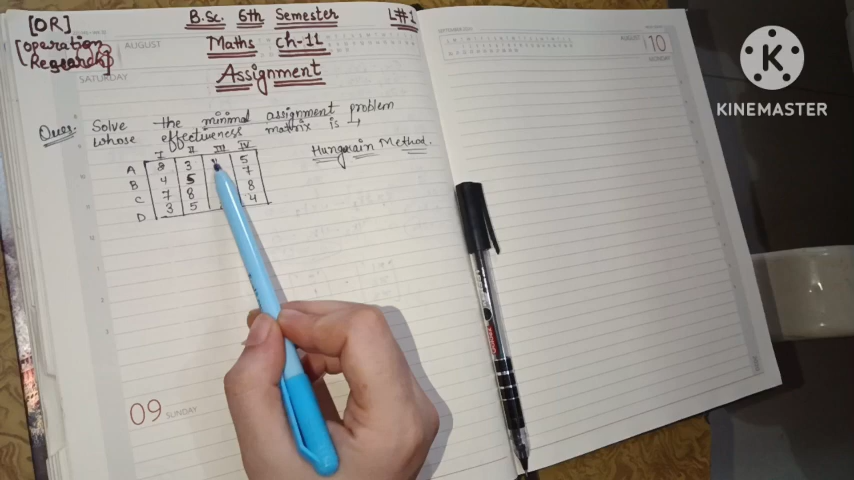 [OR]
[Operation
Research]
B.Sc. 6th Semester
L#1
Maths Ch-11
Assignment
Ques: Solve the minimal assignment problem
whose effectiveness matrix is →
Hungarain Method.
I II III IV
A 3 5
B 4 5 7
C 7 8 8
D 3 5 4
AUGUST
SATURDAY
09 SUNDAY
AUGUST 10
MONDAY
KINEMASTER